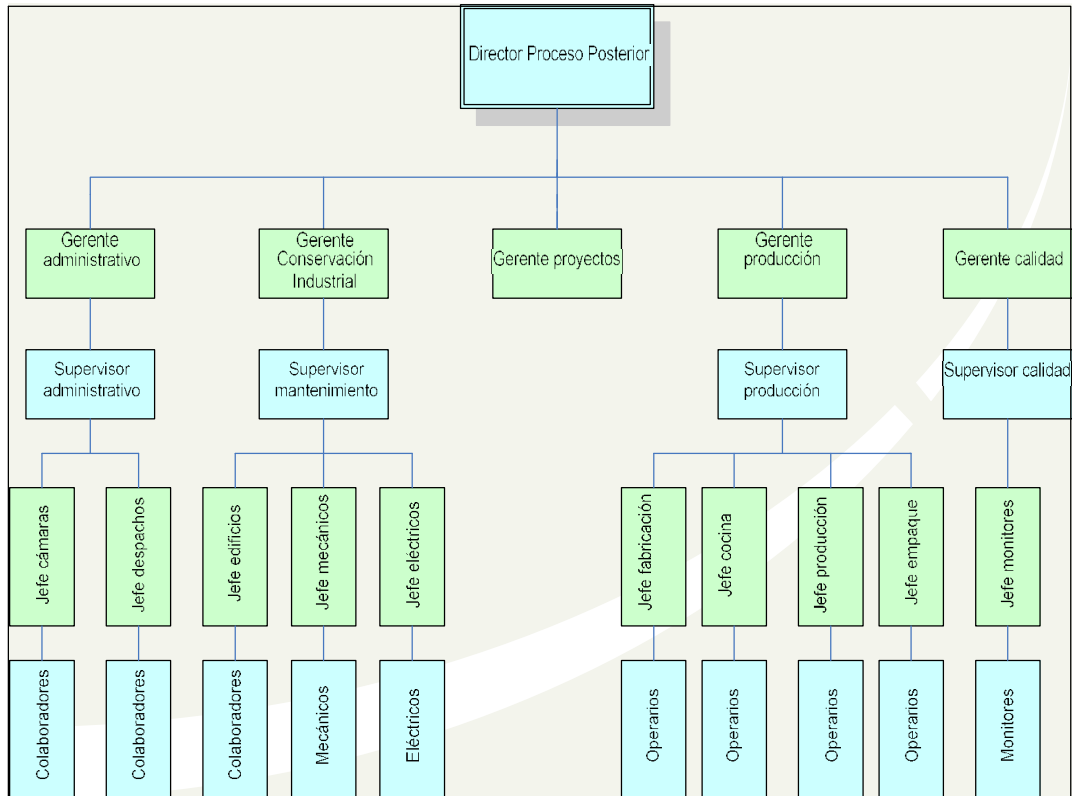 Director Proceso Posterior
Gerente
administrativo
Gerente
Conservación
Industrial
Gerente proyectos
Gerente
producción
Gerente calidad
Supervisor
administrativo
Supervisor
mantenimiento
Supervisor
producción
Supervisor calidad
Jefe cámaras
Jefe despachos
Jefe edificios
Jefe mecánicos
Jefe eléctricos
Jefe fabricación
Jefe cocina
Jefe producción
Jefe empaque
Jefe monitores
Colaboradores
Colaboradores
Colaboradores
Mecánicos
Eléctricos
Operarios
Operarios
Operarios
Operarios
Monitores